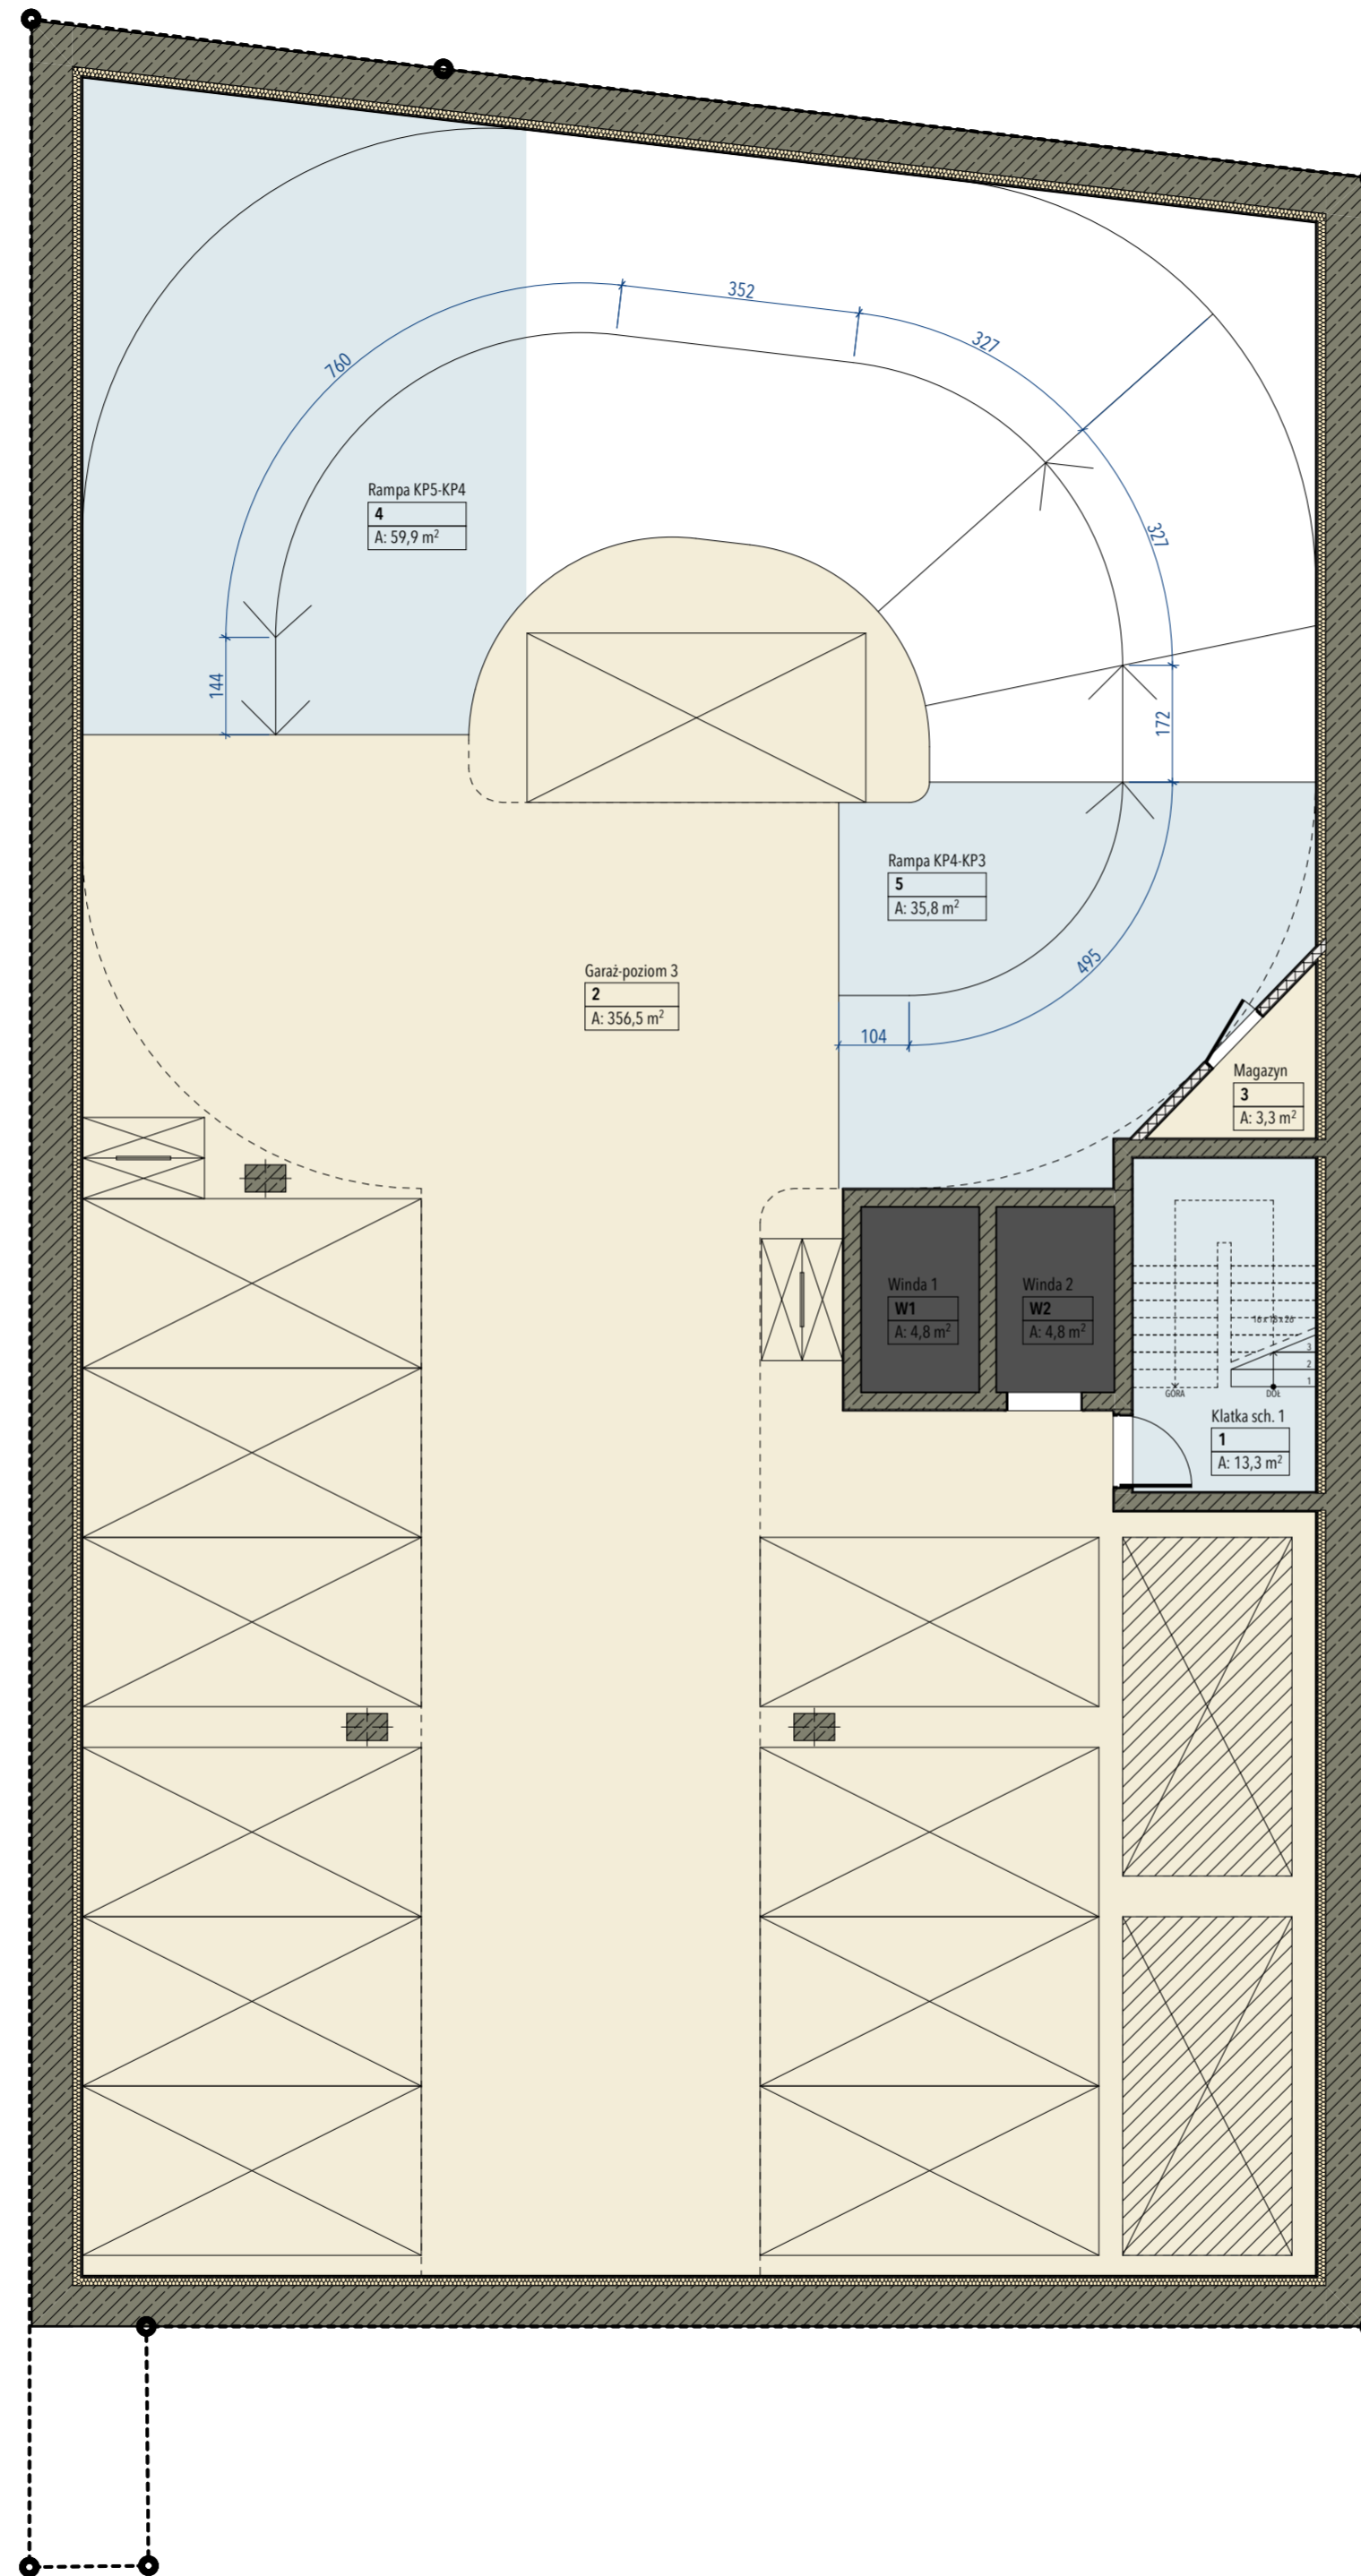 352
327
760
Rampa KP5-KP4
4
A: 59,9 m²
327
144
172
Rampa KP4-KP3
5
A: 35,8 m²
495
Garaż-poziom 3
2
A: 356,5 m²
104
Magazyn
3
A: 3,3 m²
Winda 1
W1
A: 4,8 m²
Winda 2
W2
A: 4,8 m²
3
2
1
GÓRA
DÓŁ
Klatka sch. 1
1
A: 13,3 m²